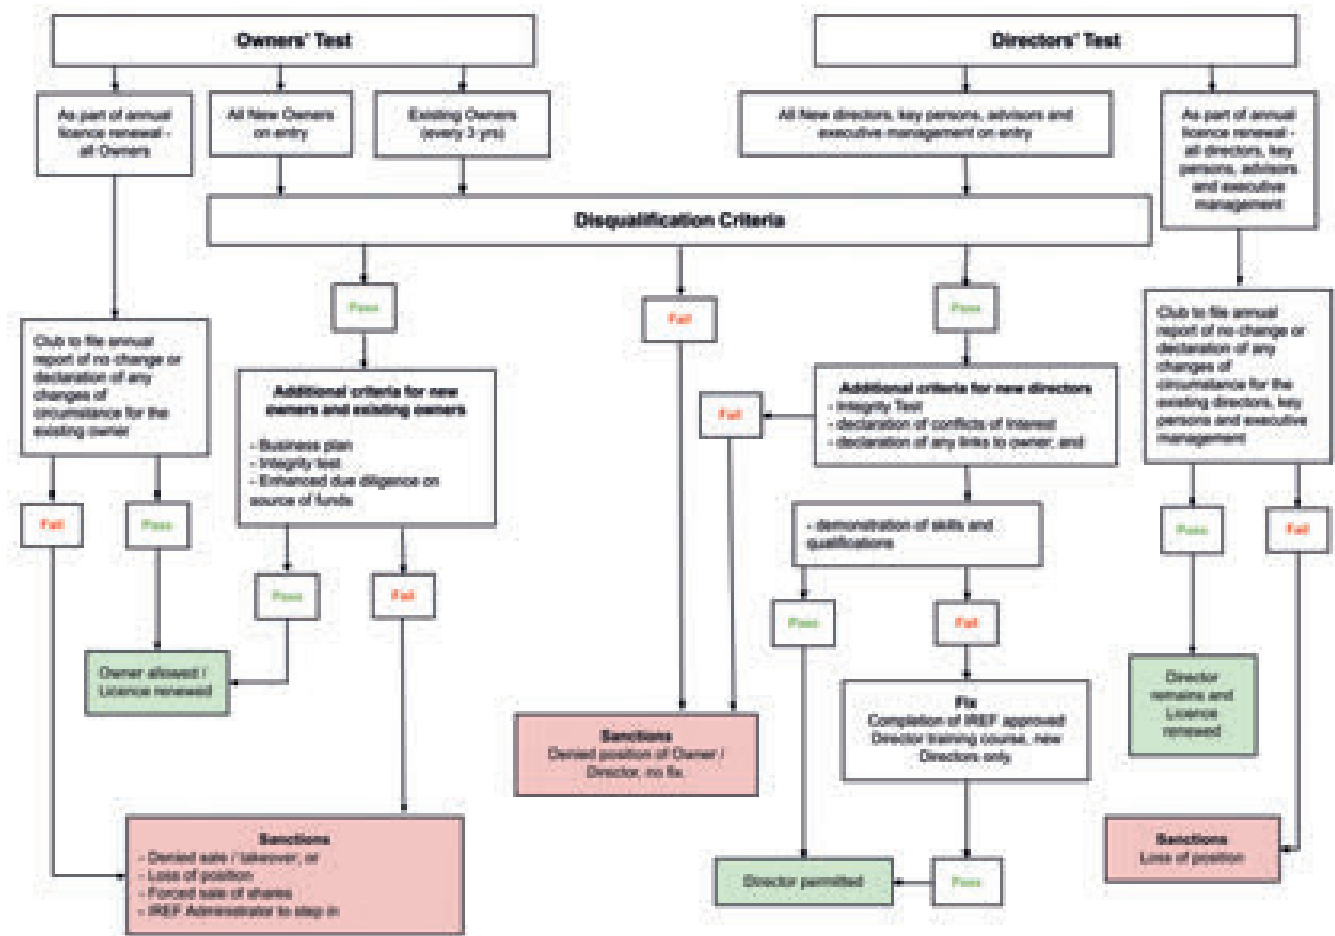 Owners' Test
Directors' Test
As part of annual
licence renewal -
all Owners
All New Owners
on entry
Existing Owners
(every 3 yrs)
All New directors, key persons, advisors and
executive management on entry
As part of annual
licence renewal -
all directors, key
persons, advisors
and executive
management
Disqualification Criteria
Pass
Fail
Pass
Club to file annual
report of no change or
declaration of any
changes of
circumstance for the
existing owner
Additional criteria for new
owners and existing owners
- Business plan
- Integrity test
- Enhanced due diligence on
source of funds
Fail
Additional criteria for new directors
- Integrity Test
- declaration of conflicts of Interest
- declaration of any links to owner, and
Club to file annual
report of no change or
declaration of any
changes of
circumstance for the
existing directors, key
persons and executive
management
Fail
Pass
- demonstration of skills and
qualifications
Pass
Fail
Pass
Fail
Pass
Fail
Owner allowed /
Licence renewed
Fix
Completion of IREF approved
Director training course, new
Directors only
Director
remains and
Licence
renewed
Sanctions
Denied position of Owner /
Director, no fix.
Sanctions
- Denied sale / takeover, or
- Loss of position
- Forced sale of shares
- IREF Administrator to step in
Director permitted
Pass
Sanctions
Loss of position